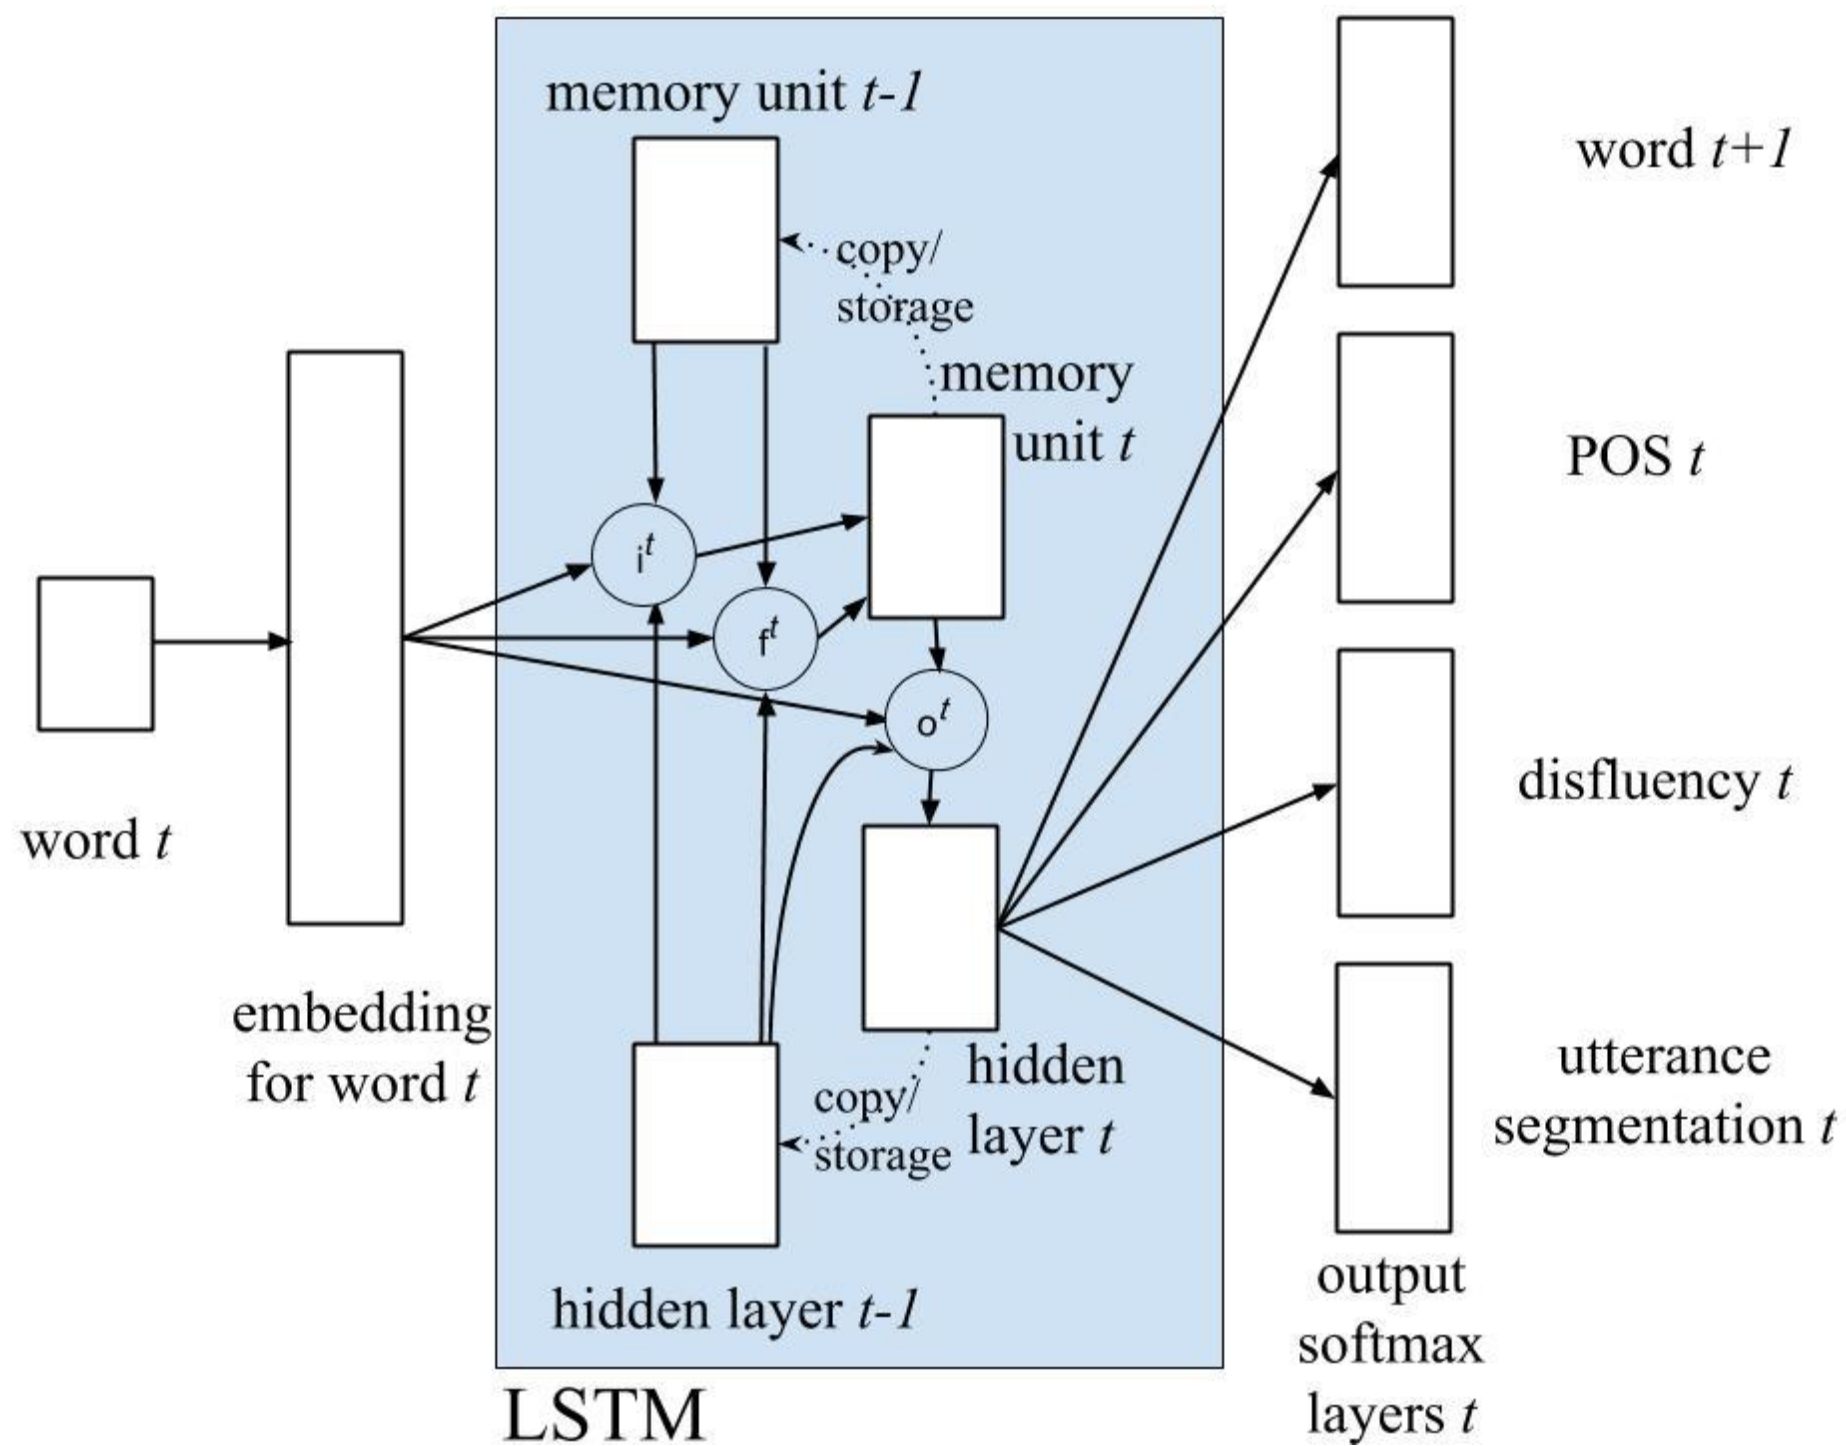 memory unit t-1
word t+1
copy/
storage
memory
unit t
POS t
i^t
f^t
o^t
word t
disfluency t
embedding
for word t
hidden
layer t
copy/
storage
utterance
segmentation t
hidden layer t-1
output
softmax
layers t
LSTM